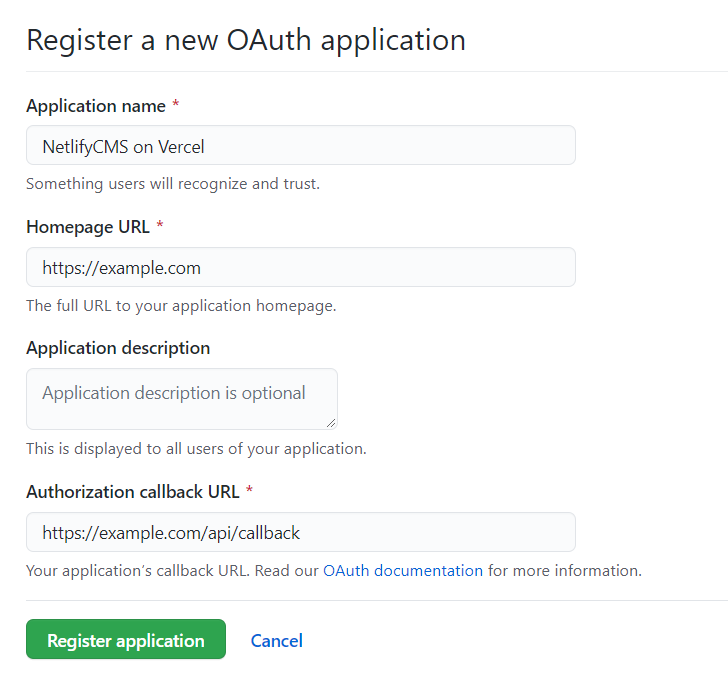 Register a new OAuth application
Application name *
NetlifyCMS on Vercel
Something users will recognize and trust.
Homepage URL *
https://example.com
The full URL to your application homepage.
Application description
Application description is optional
This is displayed to all users of your application.
Authorization callback URL *
https://example.com/api/callback
Your application’s callback URL. Read our OAuth documentation for more information.
Register application Cancel